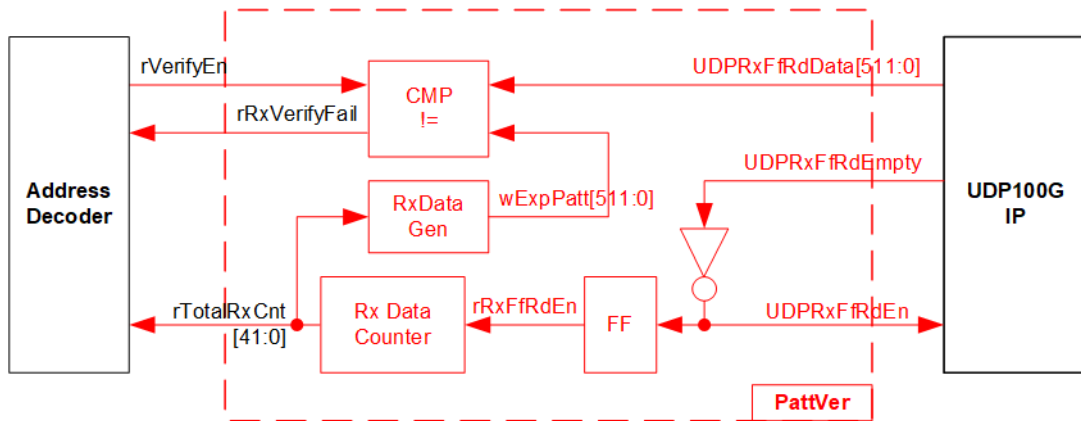 rVerifyEn
CMP
!=
UDPRxFfRdData[511:0]
rRxVerifyFail
UDPRxFfRdEmpty
Address
Decoder
RxData
Gen
wExpPatt[511:0]
UDP100G
IP
rTotalRxCnt
[41:0]
Rx Data
Counter
rRxFfRdEn
FF
UDPRxFfRdEn
PattVer